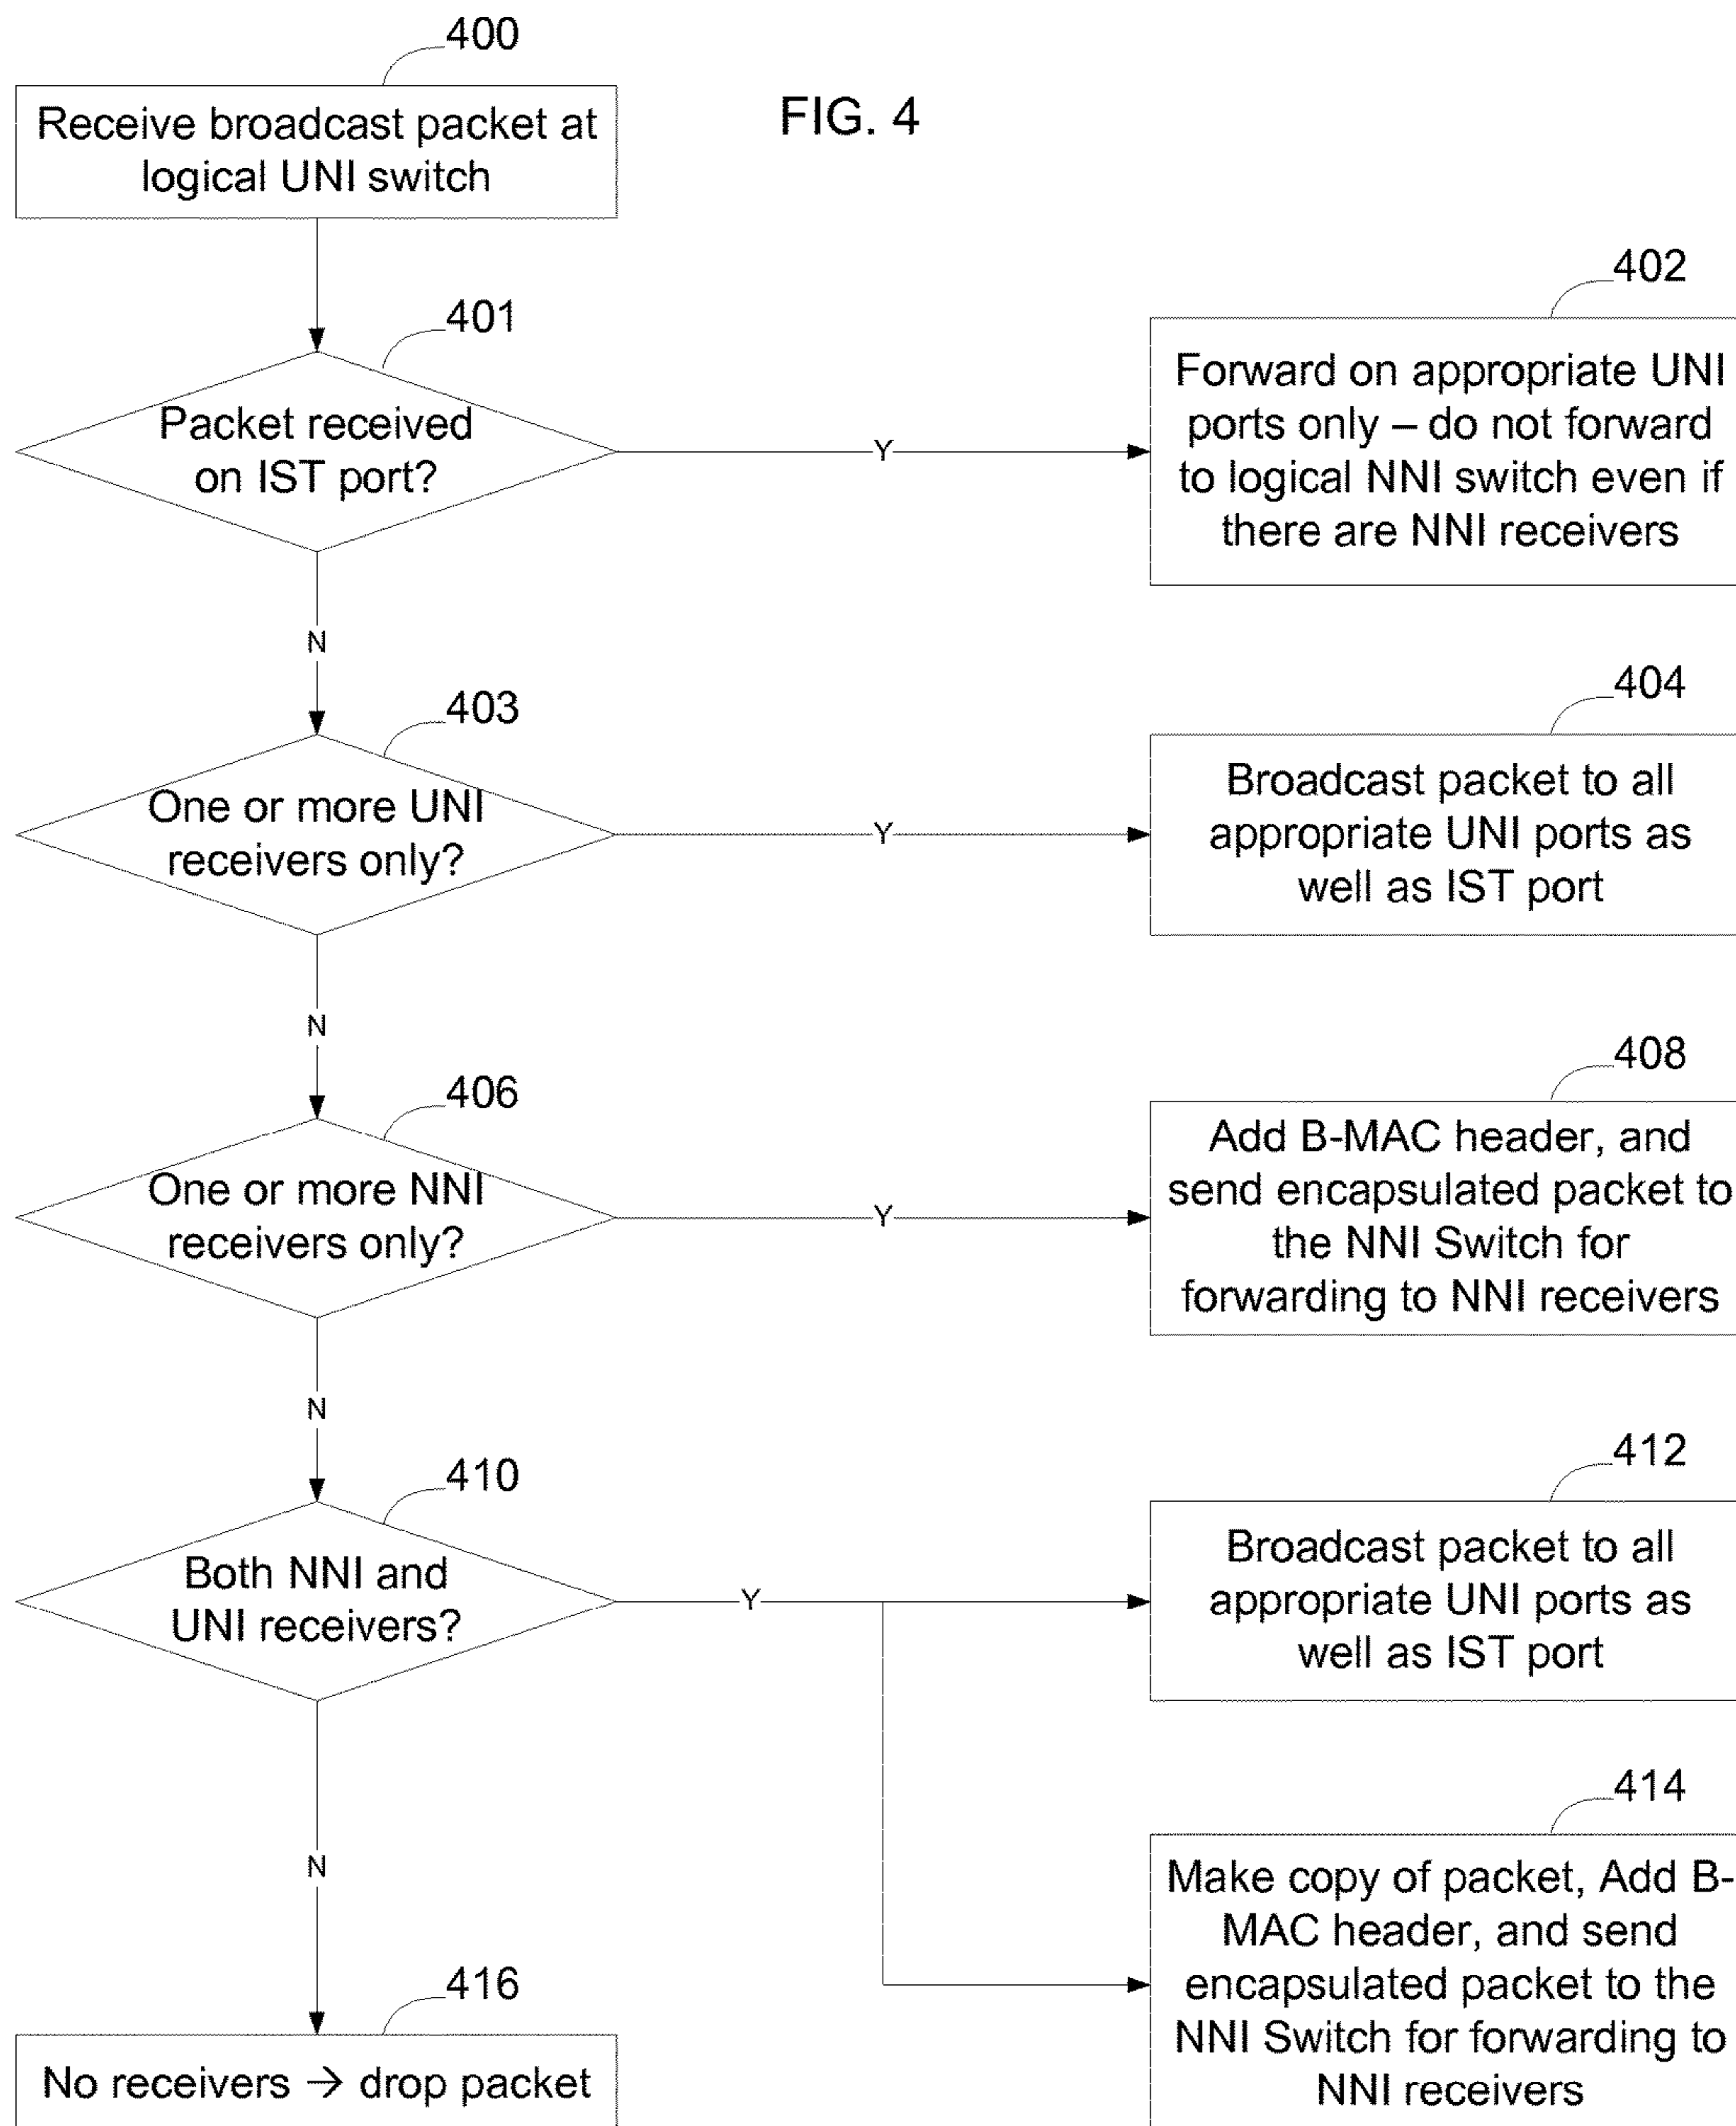 400
Receive broadcast packet at
logical UNI switch
FIG. 4
401
Packet received
on IST port?
Y
402
Forward on appropriate UNI
ports only – do not forward
to logical NNI switch even if
there are NNI receivers
N
403
One or more UNI
receivers only?
Y
404
Broadcast packet to all
appropriate UNI ports as
well as IST port
N
406
One or more NNI
receivers only?
Y
408
Add B-MAC header, and
send encapsulated packet to
the NNI Switch for
forwarding to NNI receivers
N
410
Both NNI and
UNI receivers?
Y
412
Broadcast packet to all
appropriate UNI ports as
well as IST port
414
Make copy of packet, Add B-
MAC header, and send
encapsulated packet to the
NNI Switch for forwarding to
NNI receivers
N
416
No receivers → drop packet